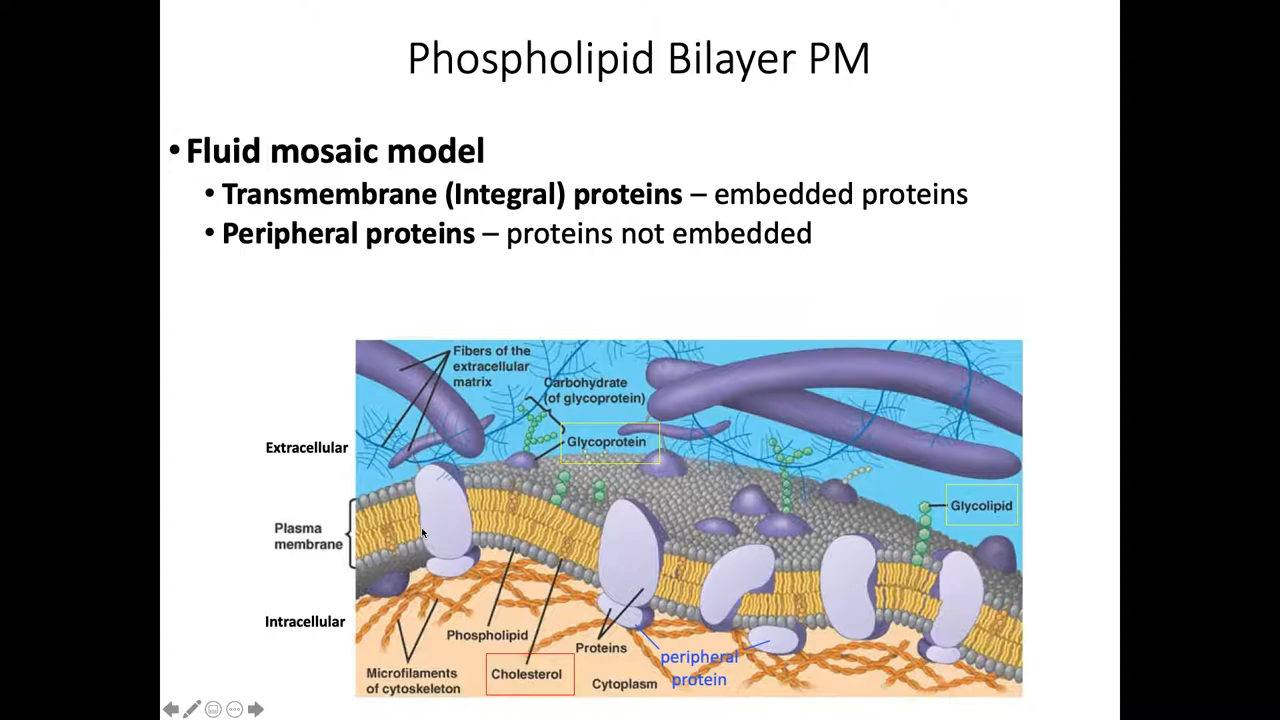 Phospholipid Bilayer PM
• Fluid mosaic model
• Transmembrane (Integral) proteins – embedded proteins
• Peripheral proteins – proteins not embedded
Fibers of the
extracellular
matrix
Carbohydrate
(of glycoprotein)
Glycoprotein
Extracellular
Glycolipid
Plasma
membrane
Intracellular
Phospholipid
Proteins
peripheral
protein
Microfilaments
of cytoskeleton
Cholesterol
Cytoplasm